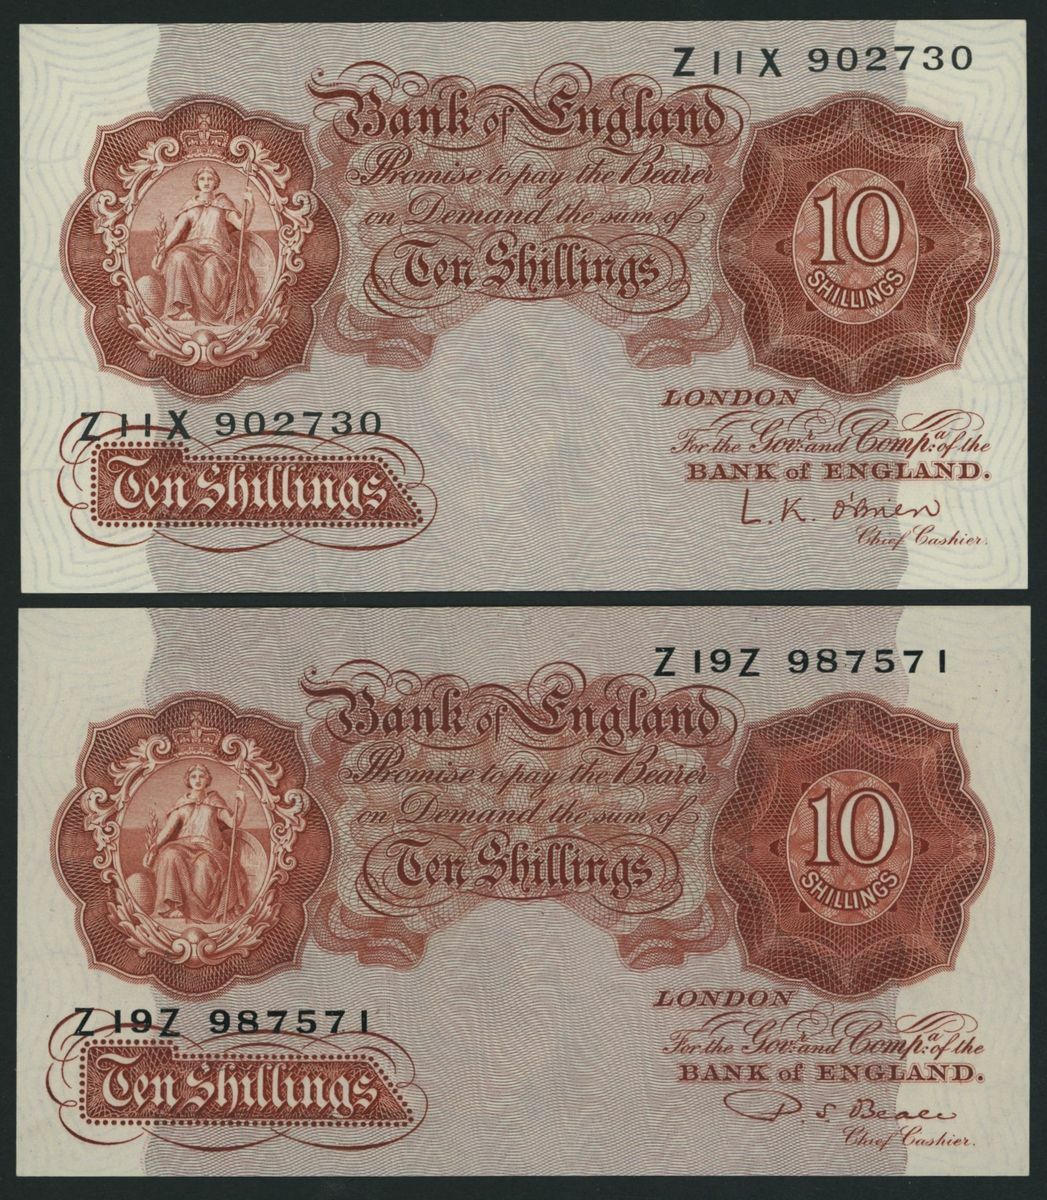 Z11X 902730
Bank of England
Promise to pay the Bearer
on Demand the sum of
Ten Shillings
10
SHILLINGS
LONDON
For the Govr. and Compa. of the
BANK of ENGLAND.
L. K. O'Brien
Chief Cashier.
Z11X 902730
Ten Shillings
Z19Z 987571
Bank of England
Promise to pay the Bearer
on Demand the sum of
Ten Shillings
10
SHILLINGS
LONDON
For the Govr. and Compa. of the
BANK of ENGLAND.
P. S. Beale
Chief Cashier.
Z19Z 987571
Ten Shillings